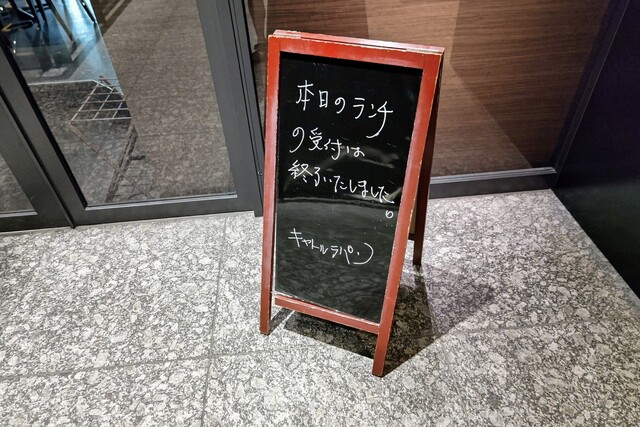 本日のランチ
の受付は
終了いたしました。
キャトルラパン